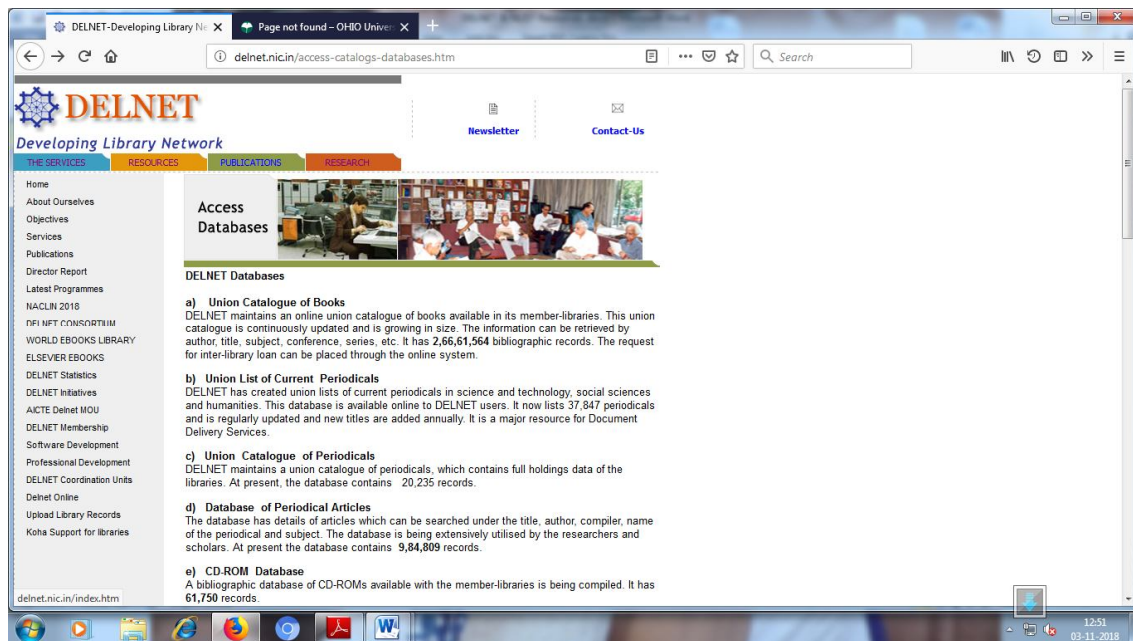 DELNET-Developing Library Ne
Page not found – OHIO Univers
delnet.nic.in/access-catalogs-databases.htm
Search
DELNET
Developing Library Network
Newsletter
Contact-Us
THE SERVICES
RESOURCES
PUBLICATIONS
RESEARCH
Home
About Ourselves
Objectives
Services
Publications
Director Report
Latest Programmes
NACLIN 2018
DELNET CONSORTIUM
WORLD EBOOKS LIBRARY
ELSEVIER EBOOKS
DELNET Statistics
DELNET Initiatives
AICTE Delnet MOU
DELNET Membership
Software Development
Professional Development
DELNET Coordination Units
Delnet Online
Upload Library Records
Koha Support for libraries
delnet.nic.in/index.htm
Access
Databases
DELNET Databases
a) Union Catalogue of Books
DELNET maintains an online union catalogue of books available in its member-libraries. This union
catalogue is continuously updated and is growing in size. The information can be retrieved by
author, title, subject, conference, series, etc. It has 2,66,61,564 bibliographic records. The request
for inter-library loan can be placed through the online system.
b) Union List of Current Periodicals
DELNET has created union lists of current periodicals in science and technology, social sciences
and humanities. This database is available online to DELNET users. It now lists 37,847 periodicals
and is regularly updated and new titles are added annually. It is a major resource for Document
Delivery Services.
c) Union Catalogue of Periodicals
DELNET maintains a union catalogue of periodicals, which contains full holdings data of the
libraries. At present, the database contains 20,235 records.
d) Database of Periodical Articles
The database has details of articles which can be searched under the title, author, compiler, name
of the periodical and subject. The database is being extensively utilised by the researchers and
scholars. At present the database contains 9,84,809 records.
e) CD-ROM Database
A bibliographic database of CD-ROMs available with the member-libraries is being compiled. It has
61,750 records.
12:51
03-11-2018